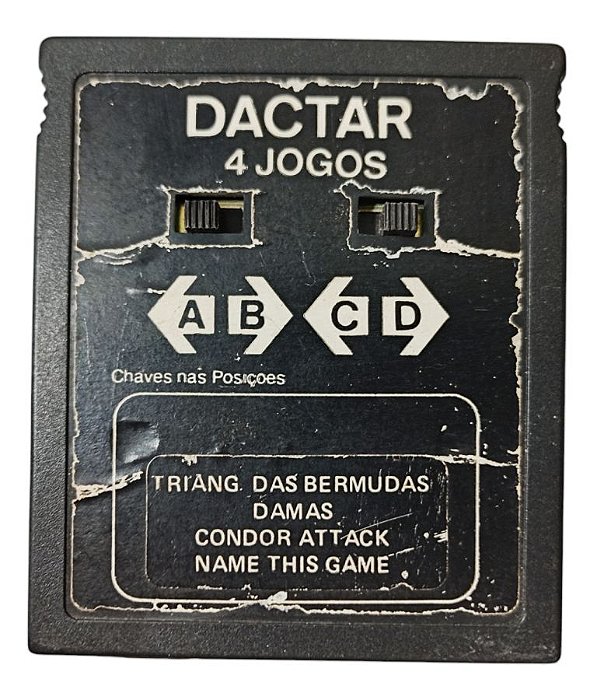 DACTAR
4 JOGOS
A B C D
Chaves nas Posições
TRIANG. DAS BERMUDAS
DAMAS
CONDOR ATTACK
NAME THIS GAME